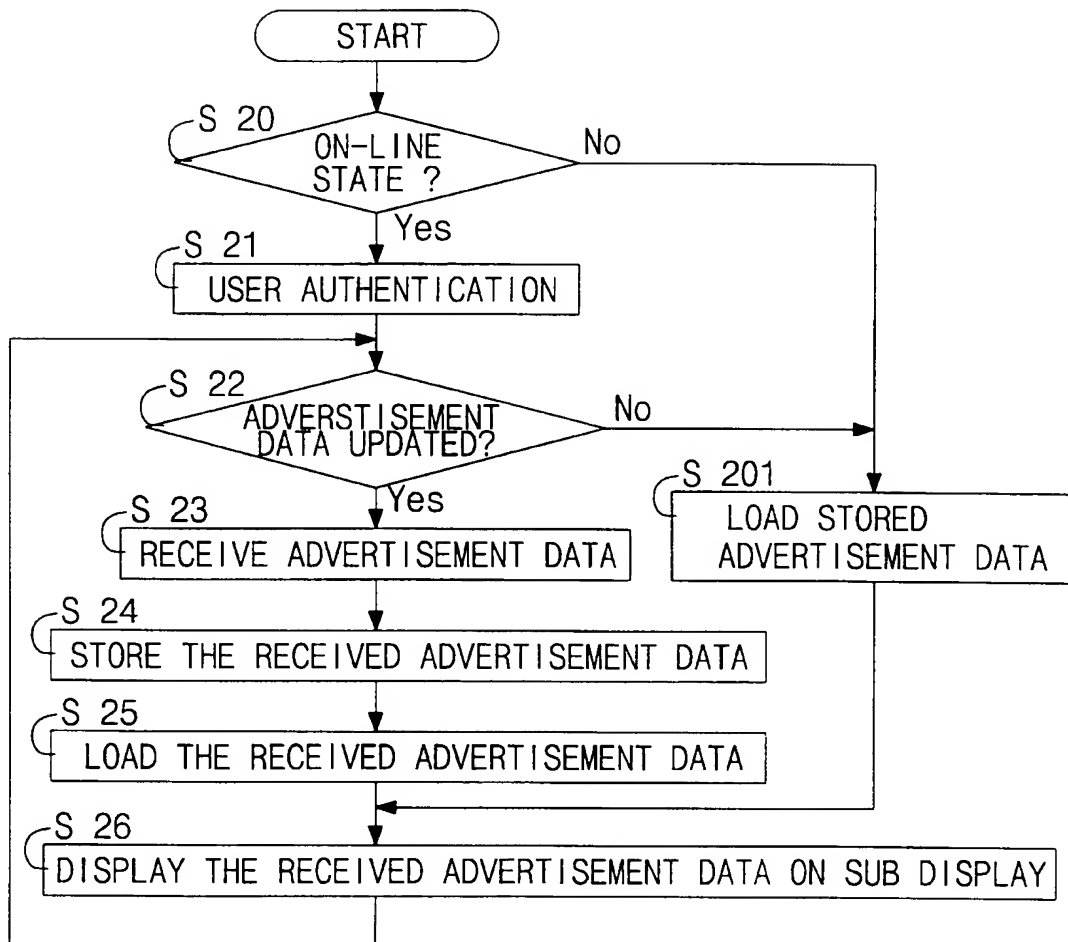 START
S 20
ON-LINE
STATE ?
No
Yes
S 21
USER AUTHENTICATION
S 22
ADVERSTISEMENT
DATA UPDATED?
No
Yes
S 201
LOAD STORED
ADVERTISEMENT DATA
S 23
RECEIVE ADVERTISEMENT DATA
S 24
STORE THE RECEIVED ADVERTISEMENT DATA
S 25
LOAD THE RECEIVED ADVERTISEMENT DATA
S 26
DISPLAY THE RECEIVED ADVERTISEMENT DATA ON SUB DISPLAY